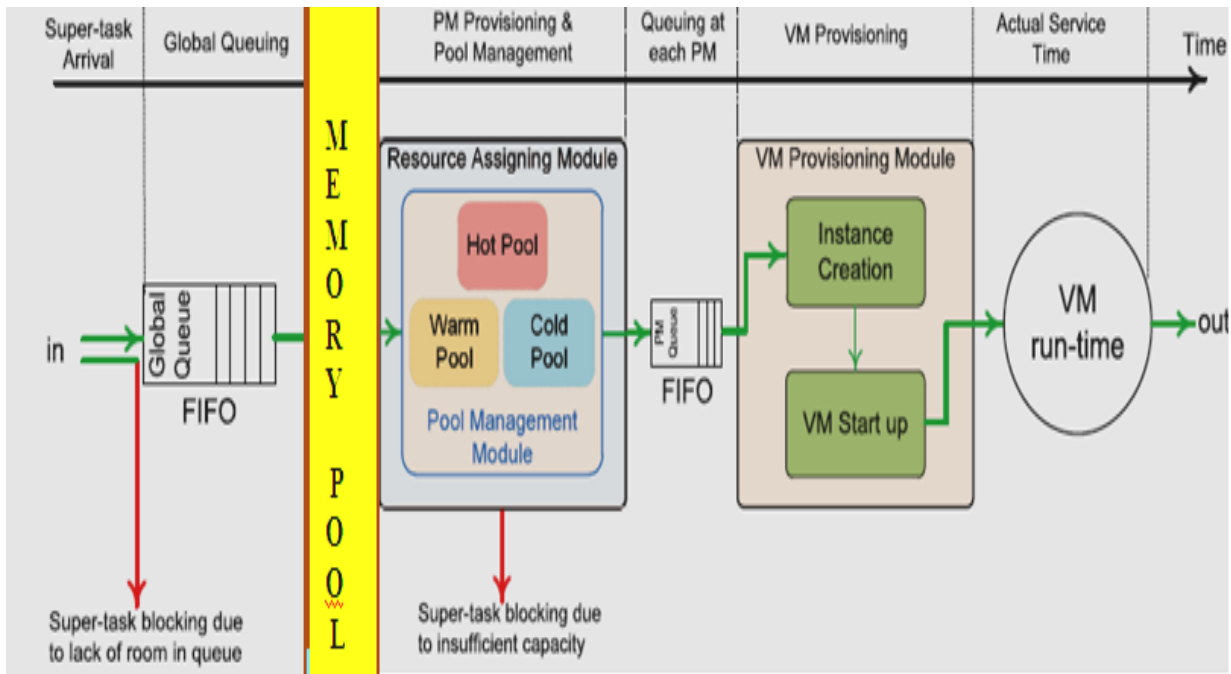 Super-task
Arrival
Global Queuing
PM Provisioning &
Pool Management
Queuing at
each PM
VM Provisioning
Actual Service
Time
Time
MEMORY POOL
Resource Assigning Module
Hot Pool
Warm
Pool
Cold
Pool
Pool Management
Module
in
Global
Queue
FIFO
PM
Queue
FIFO
VM Provisioning Module
Instance
Creation
VM Start up
VM
run-time
out
Super-task blocking due
to lack of room in queue
Super-task blocking due
to insufficient capacity